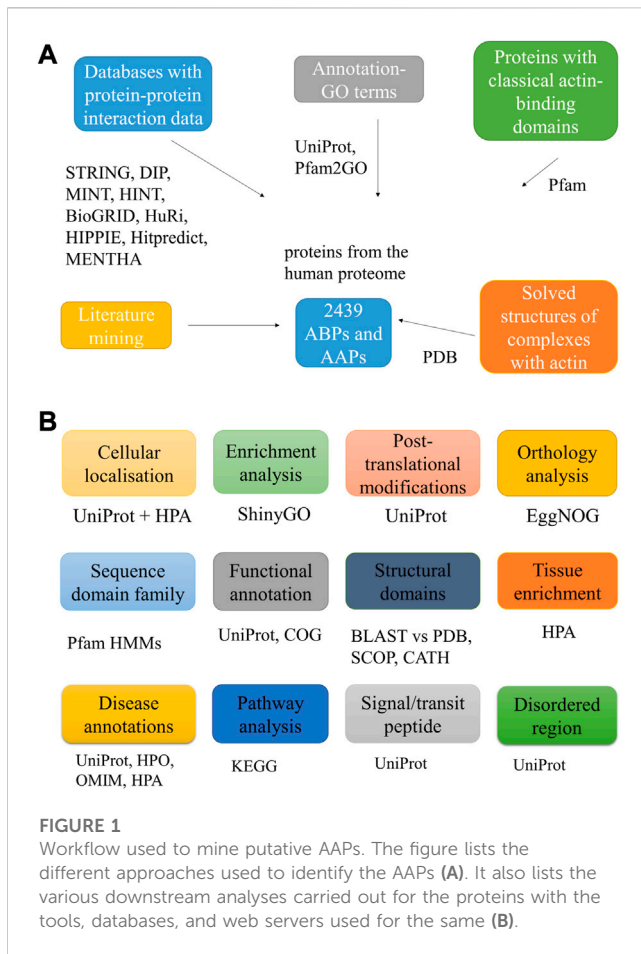 A
Databases with
protein-protein
interaction data
Annotation-
GO terms
Proteins with
classical actin-
binding
domains
STRING, DIP,
MINT, HINT,
BioGRID, HuRi,
HIPPIE, Hitpredict,
MENTHA
UniProt,
Pfam2GO
Pfam
proteins from the
human proteome
Literature
mining
2439
ABPs and
AAPs
PDB
Solved
structures of
complexes
with actin
B
Cellular
localisation
UniProt + HPA
Enrichment
analysis
ShinyGO
Post-
translational
modifications
UniProt
Orthology
analysis
EggNOG
Sequence
domain family
Pfam HMMs
Functional
annotation
UniProt, COG
Structural
domains
BLAST vs PDB,
SCOP, CATH
Tissue
enrichment
HPA
Disease
annotations
UniProt, HPO,
OMIM, HPA
Pathway
analysis
KEGG
Signal/transit
peptide
UniProt
Disordered
region
UniProt
FIGURE 1
Workflow used to mine putative AAPs. The figure lists the
different approaches used to identify the AAPs (A). It also lists the
various downstream analyses carried out for the proteins with the
tools, databases, and web servers used for the same (B).